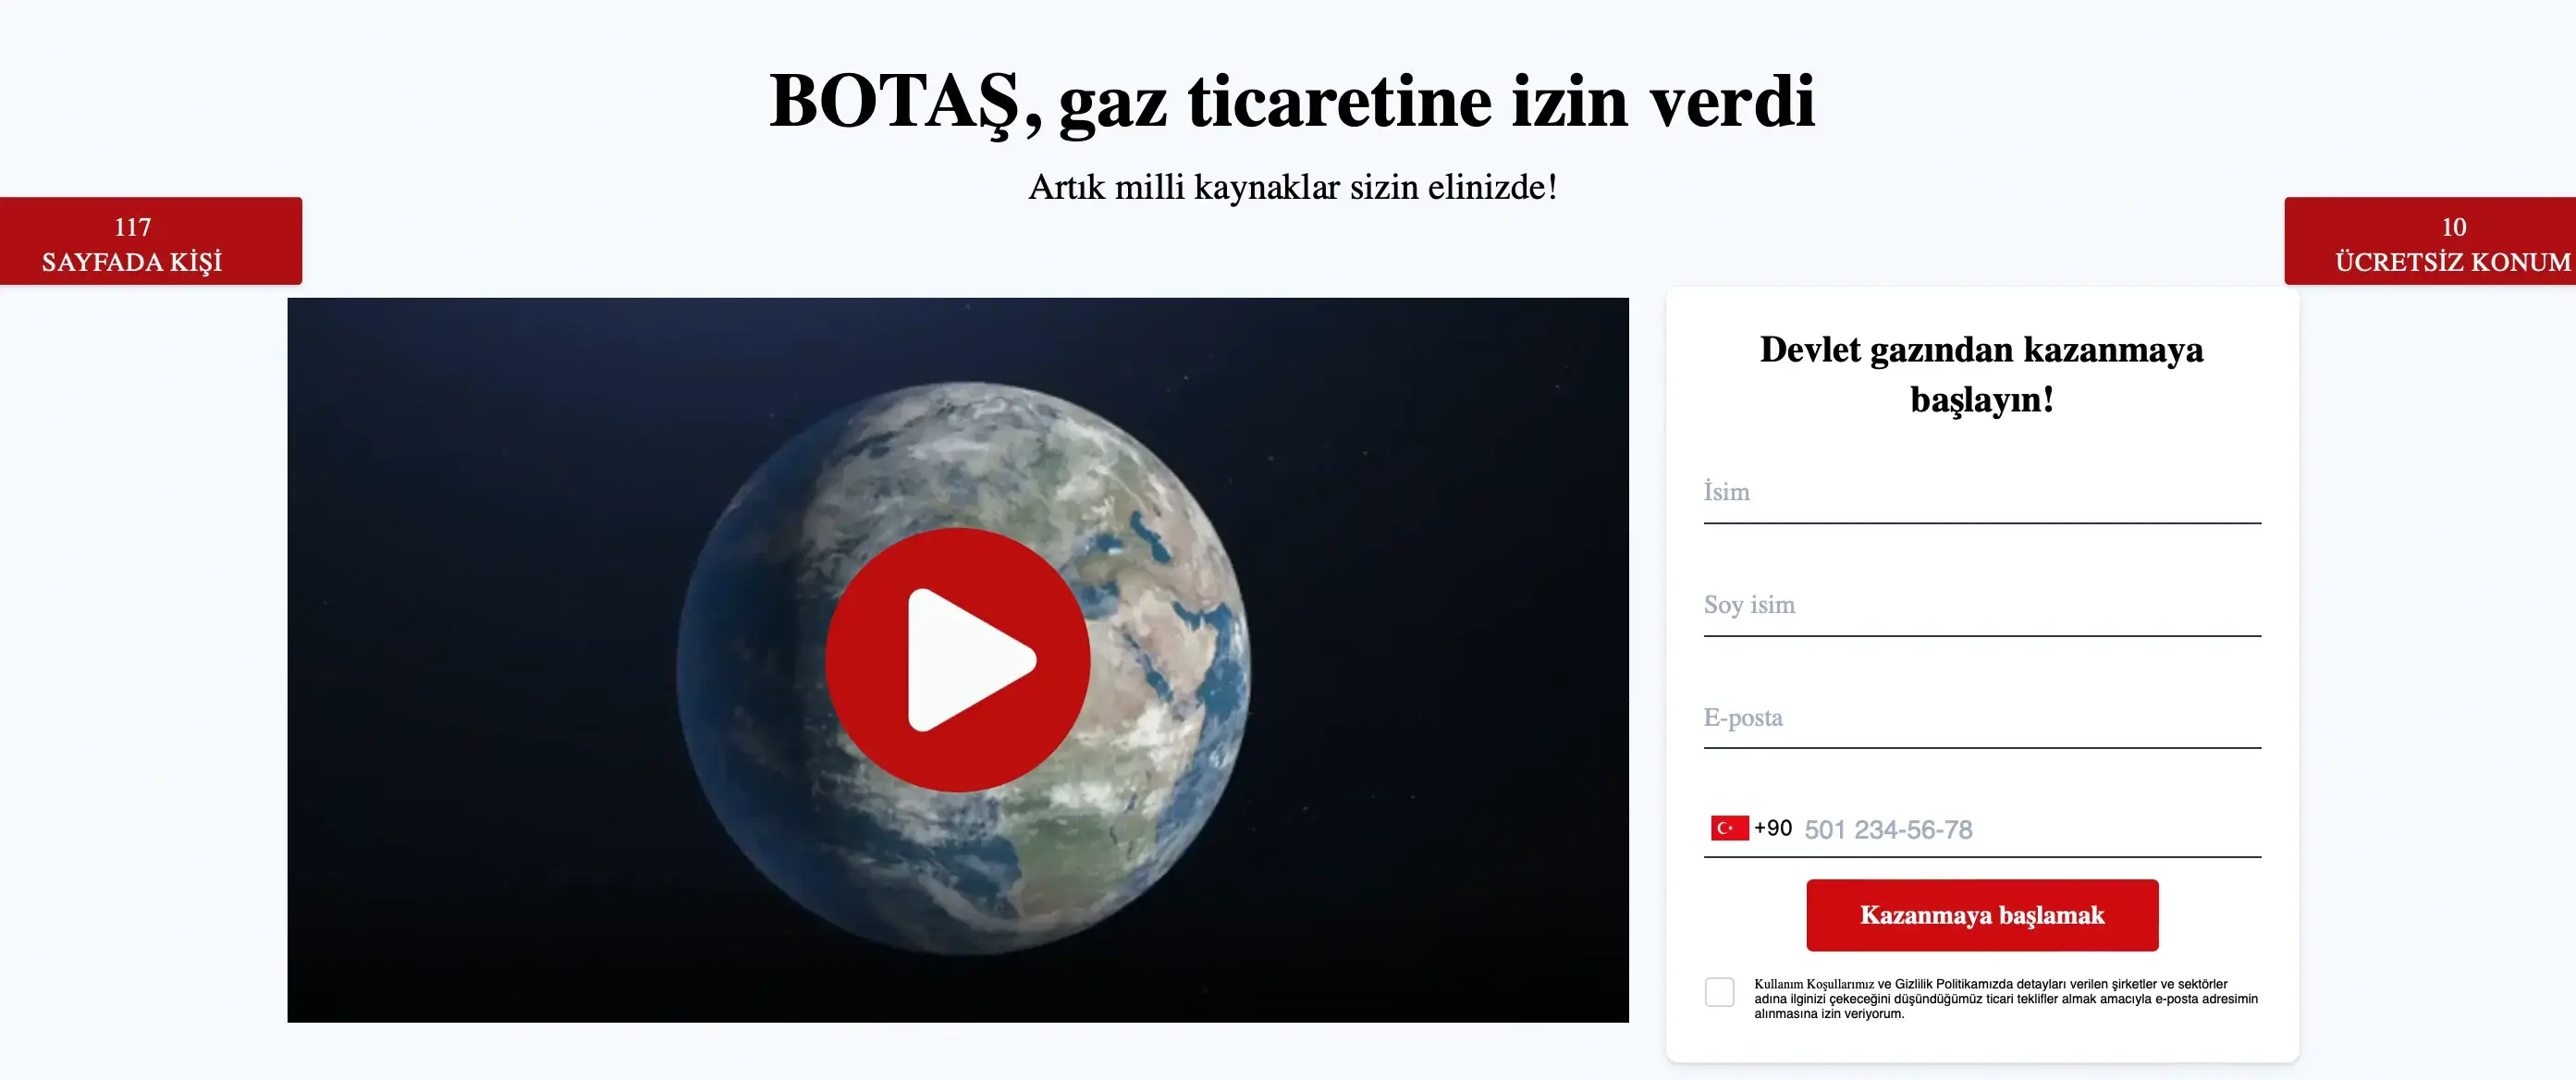 BOTAŞ, gaz ticaretine izin verdi
Artık milli kaynaklar sizin elinizde!
117
SAYFADA KİŞİ
10
ÜCRETSİZ KONUM
Devlet gazından kazanmaya
başlayın!
İsim
Soy isim
E-posta
+90 501 234-56-78
Kazanmaya başlamak
Kullanım Koşullarımız ve Gizlilik Politikamızda detayları verilen şirketler ve sektörler
adına ilginizi çekeceğini düşündüğümüz ticari teklifler almak amacıyla e-posta adresimin
alınmasına izin veriyorum.